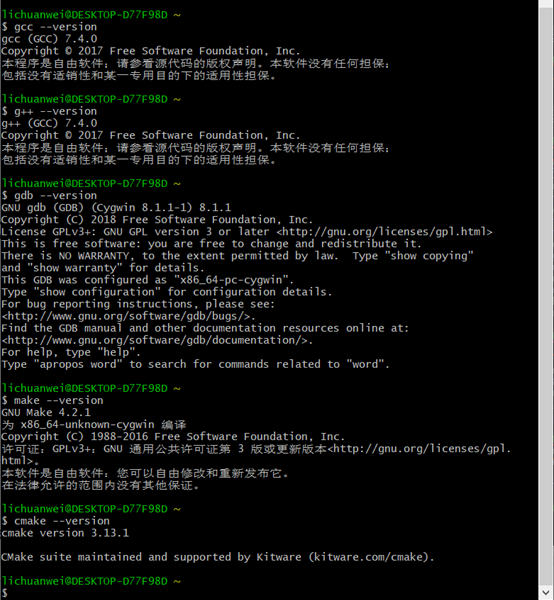 lichuanwei@DESKTOP-D77F98D ~
$ gcc --version
gcc (GCC) 7.4.0
Copyright © 2017 Free Software Foundation, Inc.
本程序是自由软件；请参看源代码的版权声明。本软件没有任何担保；
包括没有适销性和某一专用目的下的适用性担保。
lichuanwei@DESKTOP-D77F98D ~
$ g++ --version
g++ (GCC) 7.4.0
Copyright © 2017 Free Software Foundation, Inc.
本程序是自由软件；请参看源代码的版权声明。本软件没有任何担保；
包括没有适销性和某一专用目的下的适用性担保。
lichuanwei@DESKTOP-D77F98D ~
$ gdb --version
GNU gdb (GDB) (Cygwin 8.1.1-1) 8.1.1
Copyright (C) 2018 Free Software Foundation, Inc.
License GPLv3+: GNU GPL version 3 or later <http://gnu.org/licenses/gpl.html>
This is free software: you are free to change and redistribute it.
There is NO WARRANTY, to the extent permitted by law.  Type "show copying"
and "show warranty" for details.
This GDB was configured as "x86_64-pc-cygwin".
Type "show configuration" for configuration details.
For bug reporting instructions, please see:
<http://www.gnu.org/software/gdb/bugs/>.
Find the GDB manual and other documentation resources online at:
<http://www.gnu.org/software/gdb/documentation/>.
For help, type "help".
Type "apropos word" to search for commands related to "word".
lichuanwei@DESKTOP-D77F98D ~
$ make --version
GNU Make 4.2.1
为 x86_64-unknown-cygwin 编译
Copyright (C) 1988-2016 Free Software Foundation, Inc.
许可证：GPLv3+：GNU 通用公共许可证第 3 版或更新版本<http://gnu.org/licenses/gpl.
html>。
本软件是自由软件：您可以自由修改和重新发布它。
在法律允许的范围内没有其他保证。
lichuanwei@DESKTOP-D77F98D ~
$ cmake --version
cmake version 3.13.1
CMake suite maintained and supported by Kitware (kitware.com/cmake).
lichuanwei@DESKTOP-D77F98D ~
$